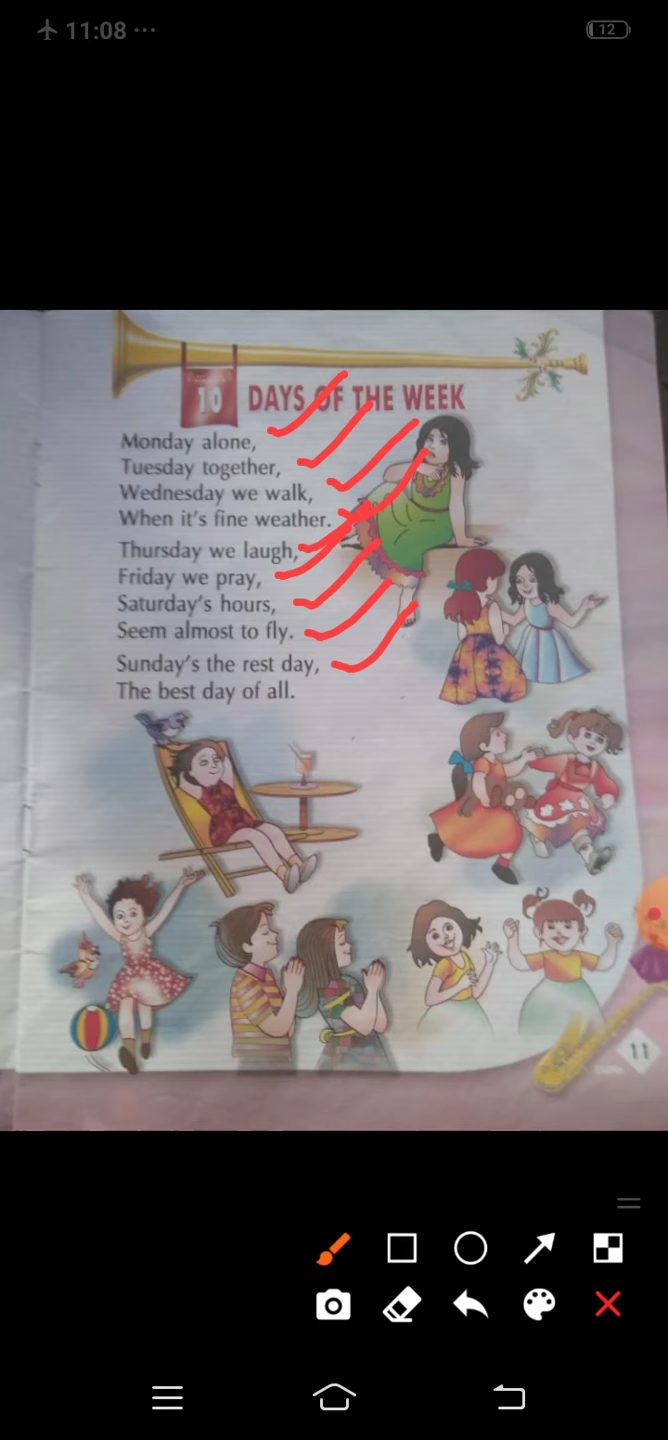 11:08 ...
12
10
DAYS OF THE WEEK
Monday alone,
Tuesday together,
Wednesday we walk,
When it's fine weather.
Thursday we laugh,
Friday we pray,
Saturday's hours,
Seem almost to fly.
Sunday's the rest day,
The best day of all.
11